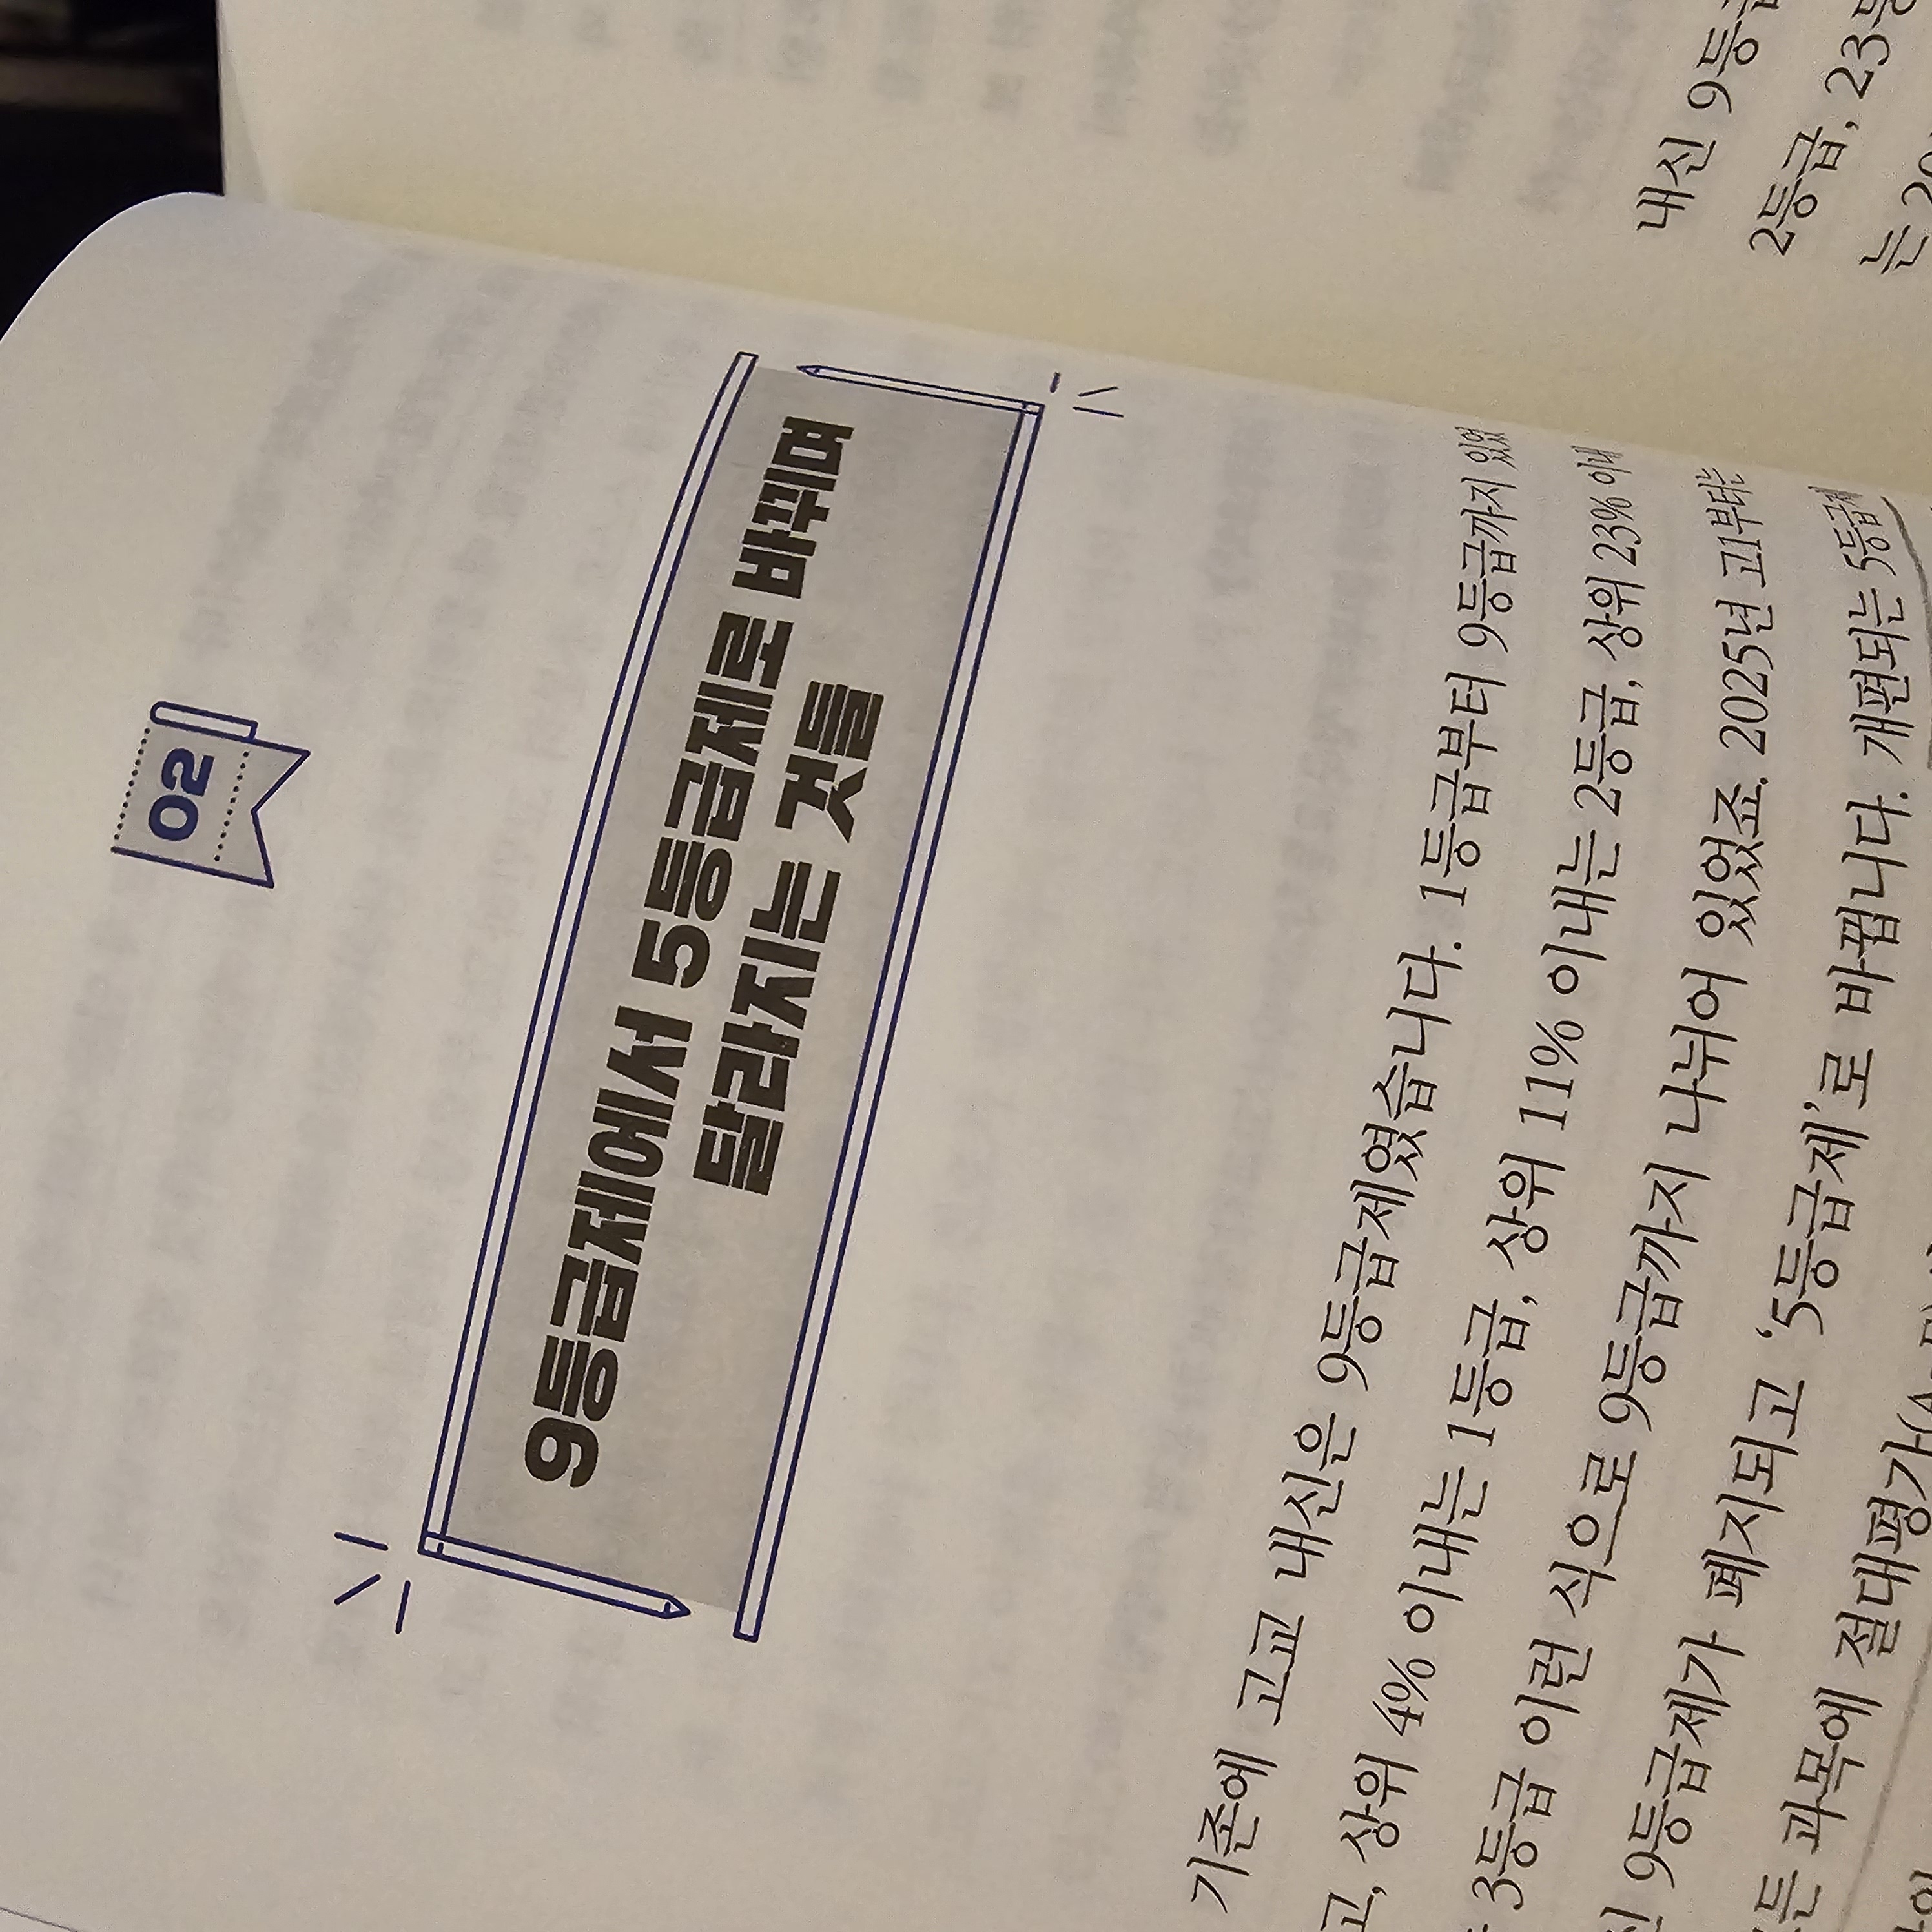 02
9등급제에서 5등급제로 바뀌며
달라지는 것들
기존에 고교 내신은 9등급제였습니다. 1등급부터 9등급까지 있었
고, 상위 4% 이내는 1등급, 상위 11% 이내는 2등급, 상위 23% 이내
3등급 이런 식으로 9등급까지 나뉘어 있었죠. 2025년 고1부터는
9등급제가 폐지되고 ‘5등급제’로 바뀝니다. 개편되는 5등급제
과목에 절대평가(A
내신 9등급
2등급, 23등
는 20